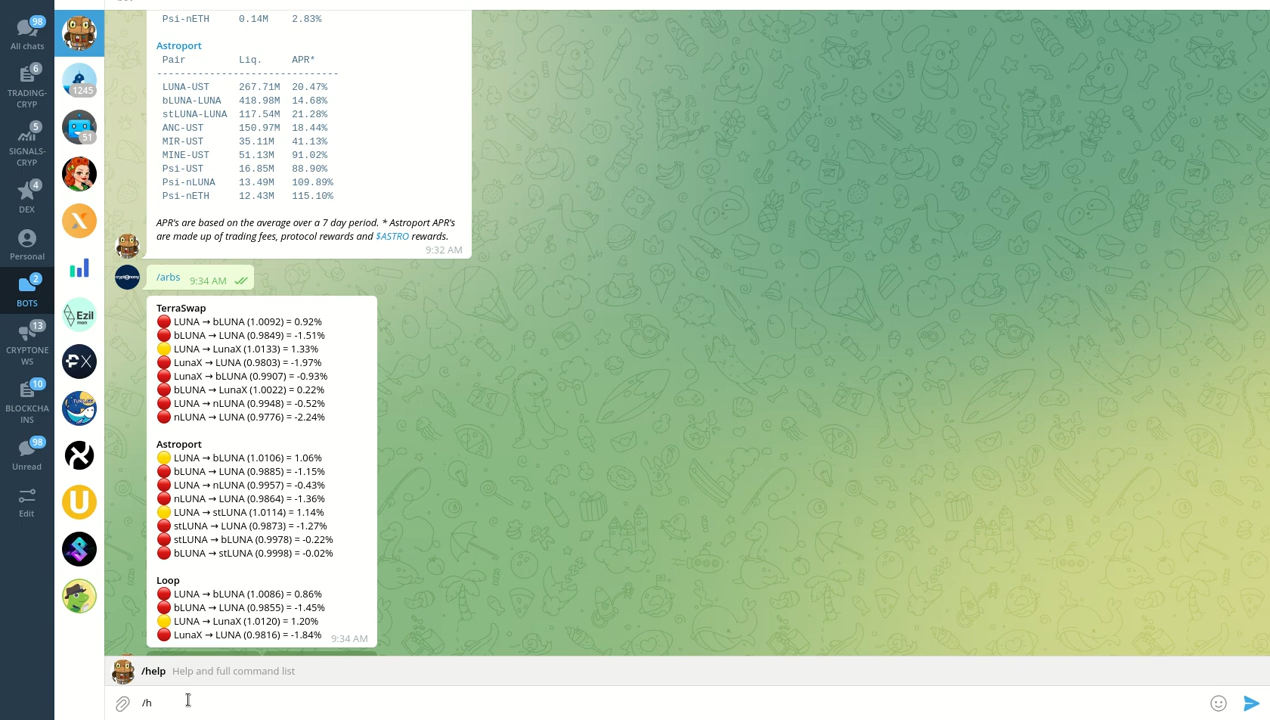 98
All chats
6
TRADING-
CRYP
5
SIGNALS-
CRYP
4
DEX
Personal
2
BOTS
13
CRYPTONE
WS
10
BLOCKCHA
INS
98
Unread
Edit
1245
51
Ezil
Psi-nETH 0.14M 2.83%
Astroport
Pair Liq. APR*
--------------------------------
LUNA-UST 267.71M 20.47%
bLUNA-LUNA 418.98M 14.68%
stLUNA-LUNA 117.54M 21.28%
ANC-UST 150.97M 18.44%
MIR-UST 35.11M 41.13%
MINE-UST 51.13M 91.02%
Psi-UST 16.85M 88.90%
Psi-nLUNA 13.49M 109.89%
Psi-nETH 12.43M 115.10%
APR's are based on the average over a 7 day period. * Astroport APR's
are made up of trading fees, protocol rewards and $ASTRO rewards.
9:32 AM
/arbs 9:34 AM
TerraSwap
LUNA → bLUNA (1.0092) = 0.92%
bLUNA → LUNA (0.9849) = -1.51%
LUNA → LunaX (1.0133) = 1.33%
LunaX → LUNA (0.9803) = -1.97%
LunaX → bLUNA (0.9907) = -0.93%
bLUNA → LunaX (1.0022) = 0.22%
LUNA → nLUNA (0.9948) = -0.52%
nLUNA → LUNA (0.9776) = -2.24%
Astroport
LUNA → bLUNA (1.0106) = 1.06%
bLUNA → LUNA (0.9885) = -1.15%
LUNA → nLUNA (0.9957) = -0.43%
nLUNA → LUNA (0.9864) = -1.36%
LUNA → stLUNA (1.0114) = 1.14%
stLUNA → LUNA (0.9873) = -1.27%
stLUNA → bLUNA (0.9978) = -0.22%
bLUNA → stLUNA (0.9998) = -0.02%
Loop
LUNA → bLUNA (1.0086) = 0.86%
bLUNA → LUNA (0.9855) = -1.45%
LUNA → LunaX (1.0120) = 1.20%
LunaX → LUNA (0.9816) = -1.84% 9:34 AM
/help Help and full command list
/h